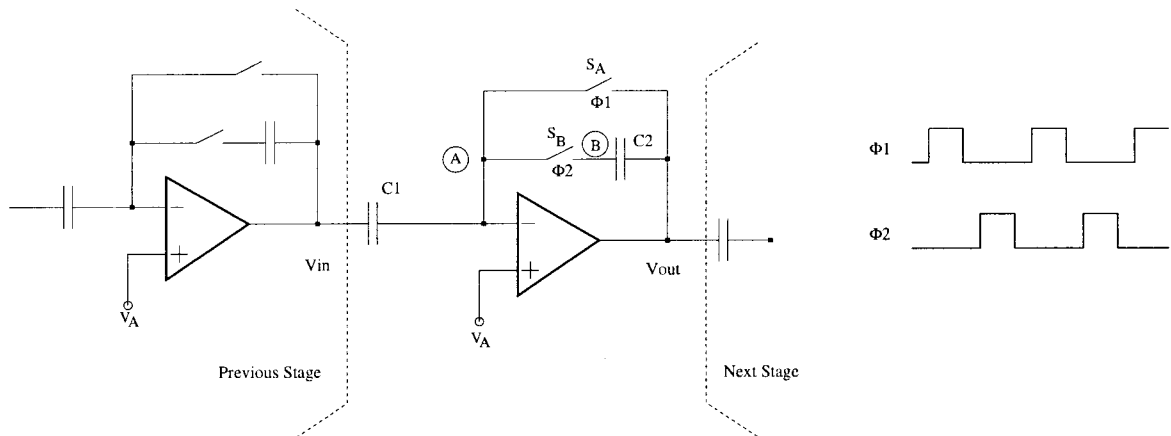 S_A
Φ1
S_B
B
C2
Φ2
A
C1
−
+
V_A
Vin
−
+
V_A
Vout
Previous Stage
Next Stage
Φ1
Φ2